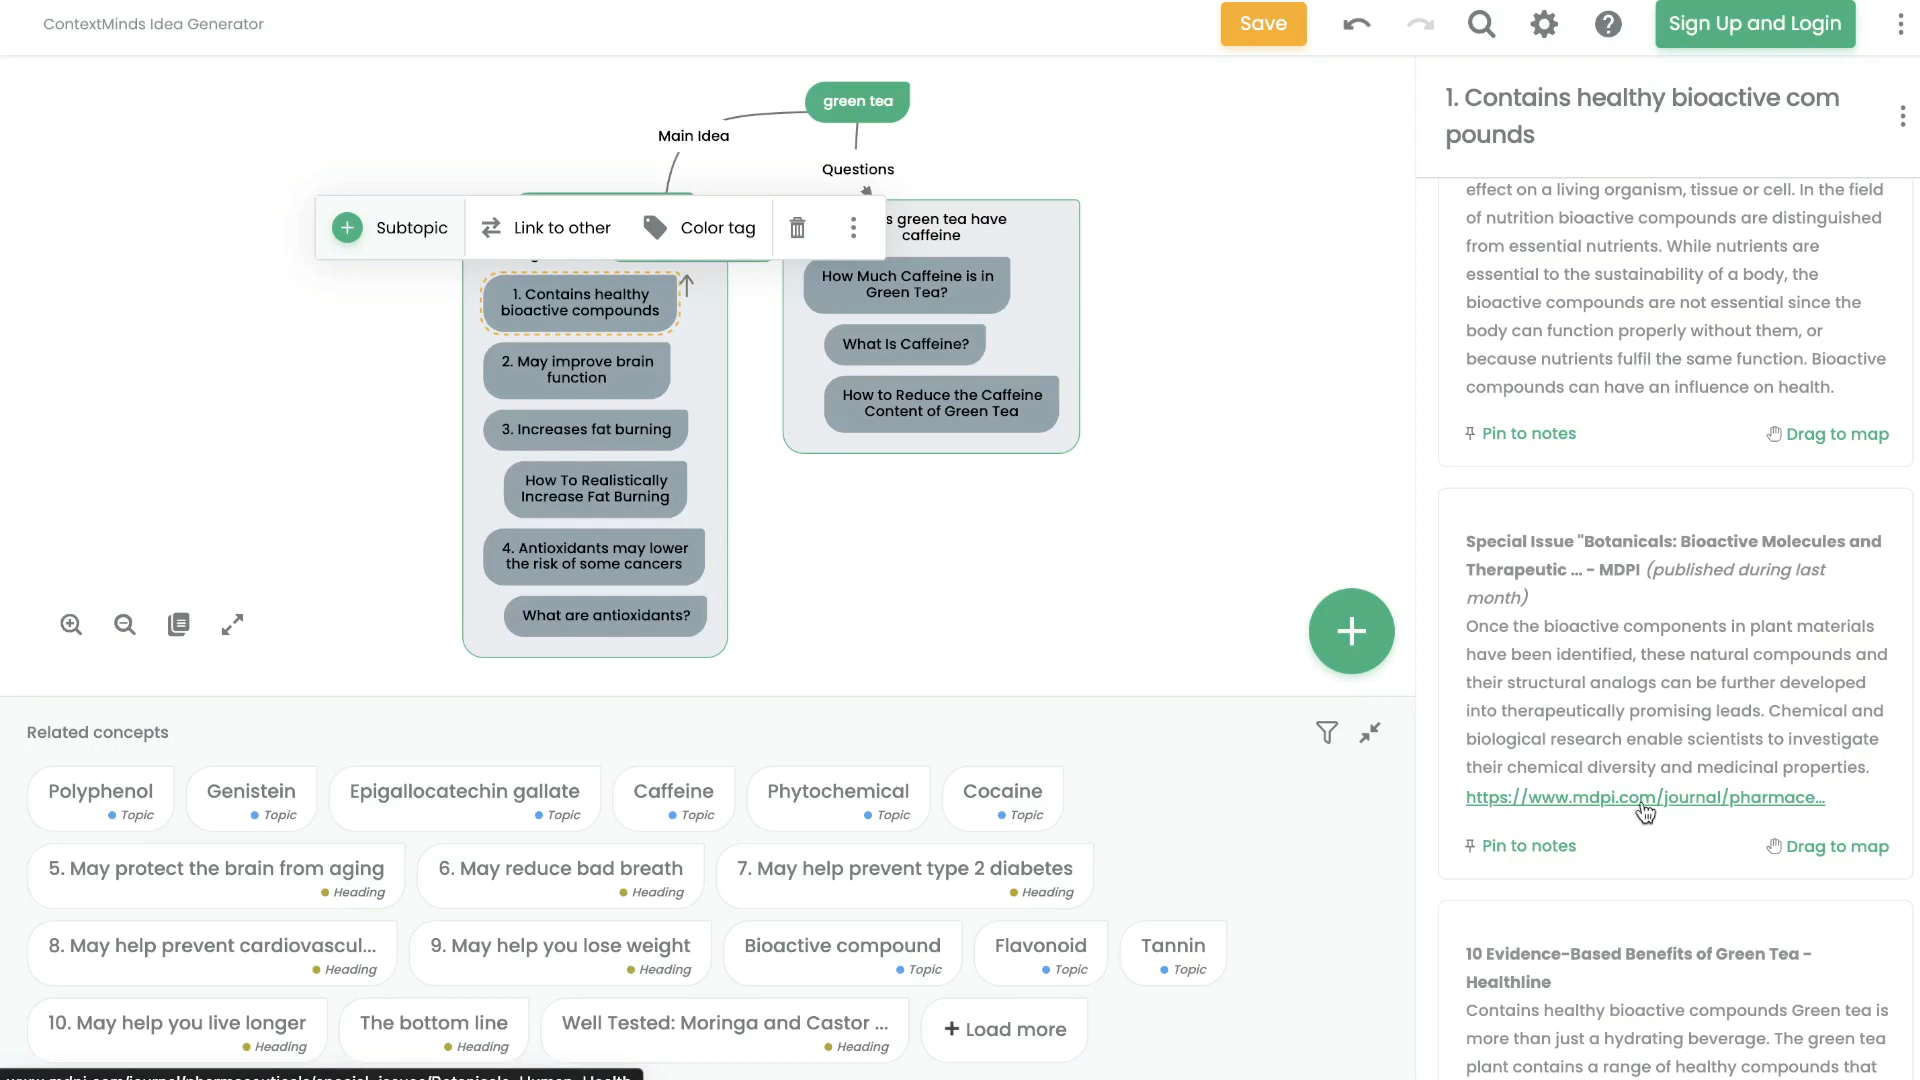 ContextMinds Idea Generator
Save
Sign Up and Login
green tea
Main Idea
Questions
Subtopic
Link to other
Color tag
s green tea have
caffeine
1. Contains healthy
bioactive compounds
2. May improve brain
function
3. Increases fat burning
How To Realistically
Increase Fat Burning
4. Antioxidants may lower
the risk of some cancers
What are antioxidants?
How Much Caffeine is in
Green Tea?
What Is Caffeine?
How to Reduce the Caffeine
Content of Green Tea
Related concepts
Polyphenol
Topic
Genistein
Topic
Epigallocatechin gallate
Topic
Caffeine
Topic
Phytochemical
Topic
Cocaine
Topic
5. May protect the brain from aging
Heading
6. May reduce bad breath
Heading
7. May help prevent type 2 diabetes
Heading
8. May help prevent cardiovascul...
Heading
9. May help you lose weight
Heading
Bioactive compound
Topic
Flavonoid
Topic
Tannin
Topic
10. May help you live longer
Heading
The bottom line
Heading
Well Tested: Moringa and Castor ...
Heading
+ Load more
1. Contains healthy bioactive com
pounds
effect on a living organism, tissue or cell. In the field
of nutrition bioactive compounds are distinguished
from essential nutrients. While nutrients are
essential to the sustainability of a body, the
bioactive compounds are not essential since the
body can function properly without them, or
because nutrients fulfil the same function. Bioactive
compounds can have an influence on health.
Pin to notes
Drag to map
Special Issue "Botanicals: Bioactive Molecules and
Therapeutic ... - MDPI (published during last
month)
Once the bioactive components in plant materials
have been identified, these natural compounds and
their structural analogs can be further developed
into therapeutically promising leads. Chemical and
biological research enable scientists to investigate
their chemical diversity and medicinal properties.
https://www.mdpi.com/journal/pharmace...
Pin to notes
Drag to map
10 Evidence-Based Benefits of Green Tea -
Healthline
Contains healthy bioactive compounds Green tea is
more than just a hydrating beverage. The green tea
plant contains a range of healthy compounds that
www.mdpi.com/journal/pharmaceuticals/special_issues/Botanicals_Human_Health